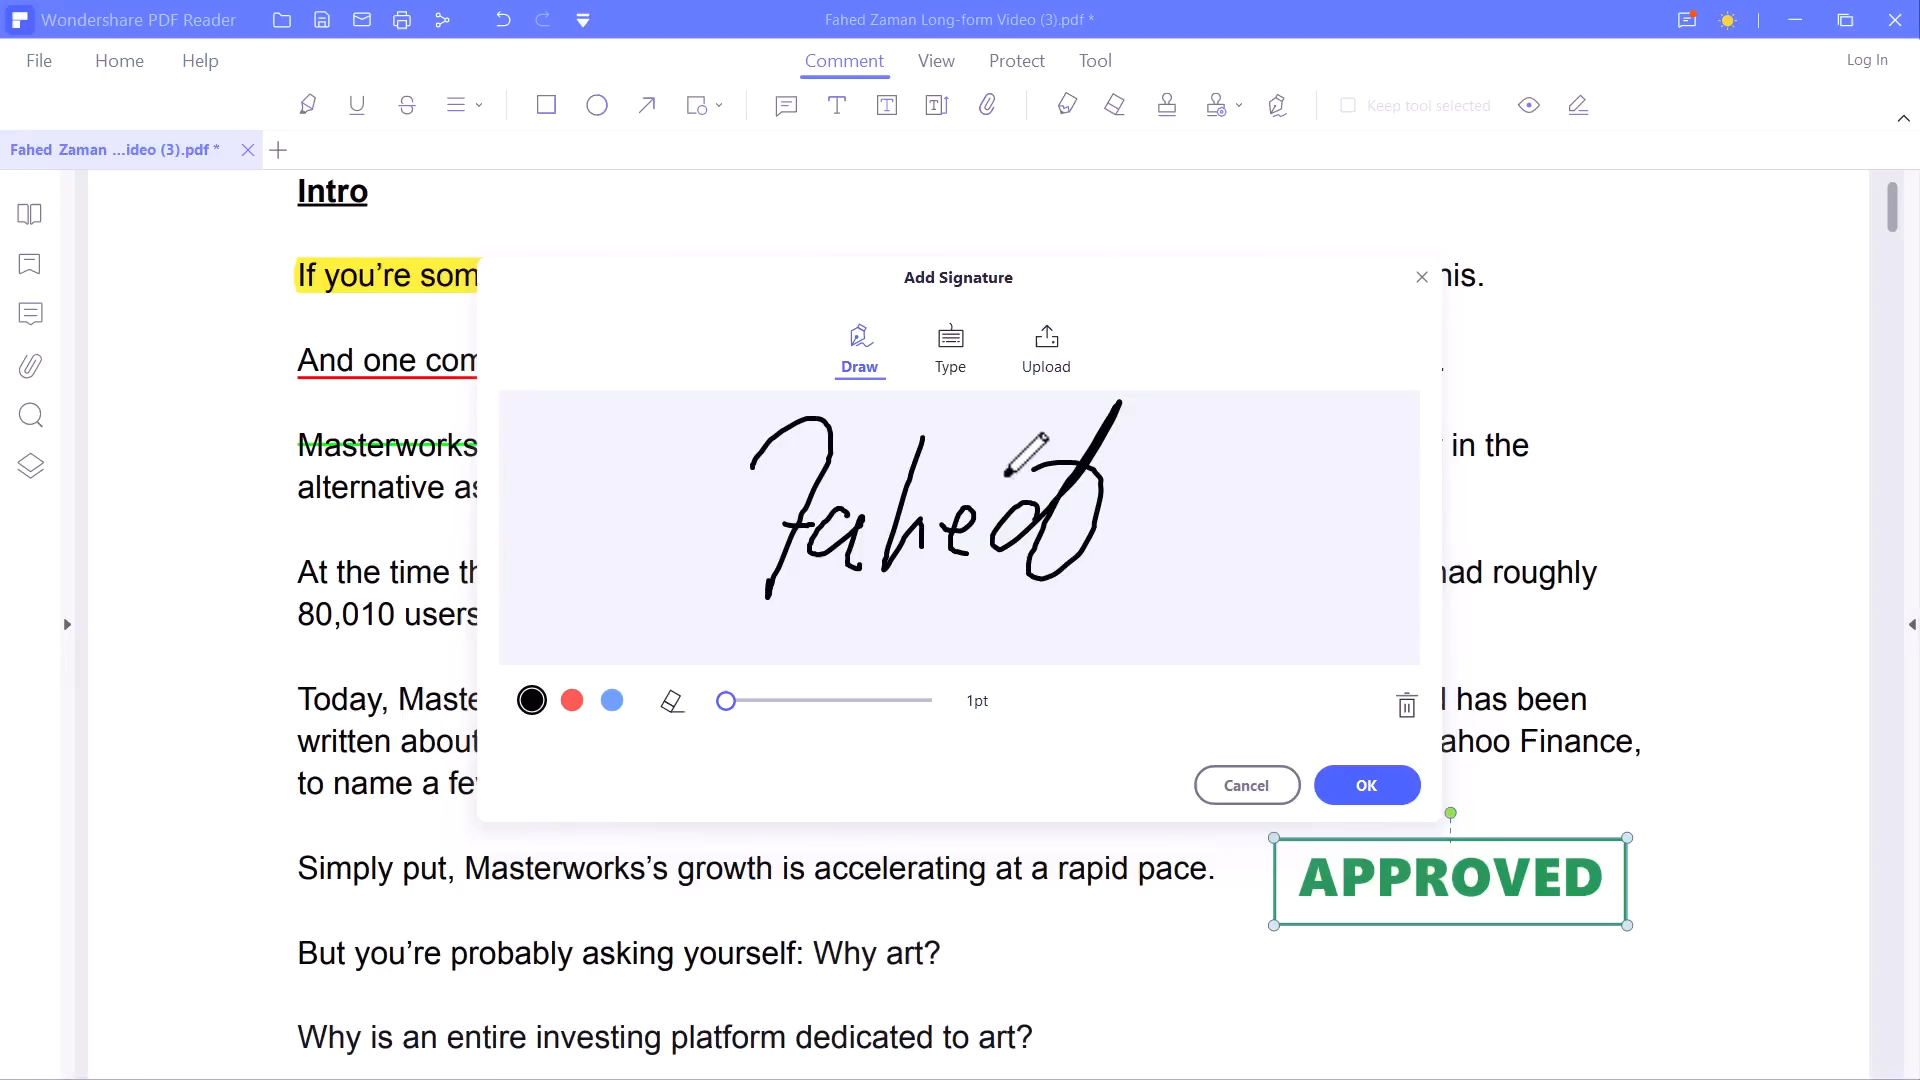 Wondershare PDF Reader
Fahed Zaman Long-form Video (3).pdf *
File
Home
Help
Comment
View
Protect
Tool
Log In
Keep tool selected
Fahed Zaman ...ideo (3).pdf *
Intro
If you’re som
his.
Add Signature
And one com
Draw
Type
Upload
Masterworks
in the
alternative as
Fahed
At the time th
had roughly
80,010 users
Today, Maste
has been
1pt
written about
ahoo Finance,
to name a fe
Cancel
OK
Simply put, Masterworks’s growth is accelerating at a rapid pace.
APPROVED
But you’re probably asking yourself: Why art?
Why is an entire investing platform dedicated to art?